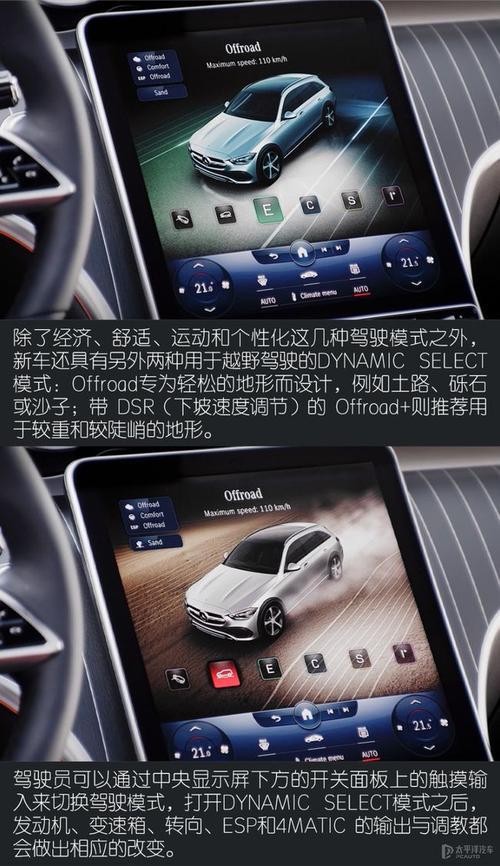 Offroad
Comfort
ESP Offroad
Sand
Offroad
Maximum speed: 110 km/h
E
C
S
I
21.5
AUTO
Climate menu
AUTO
21.5
除了经济、舒适、运动和个性化这几种驾驶模式之外，
新车还具有另外两种用于越野驾驶的DYNAMIC SELECT
模式：Offroad专为轻松的地形而设计，例如土路、砾石
或沙子；带 DSR（下坡速度调节）的 Offroad+则推荐用
于较重和较陡峭的地形。
Offroad
Comfort
ESP Offroad
Sand
Offroad
Maximum speed: 110 km/h
E
C
S
I
21.5
AUTO
Climate menu
AUTO
21.5
驾驶员可以通过中央显示屏下方的开关面板上的触摸输
入来切换驾驶模式，打开DYNAMIC SELECT模式之后，
发动机、变速箱、转向、ESP和4MATIC 的输出与调教都
会做出相应的改变。
太平洋汽车
PCAUTO